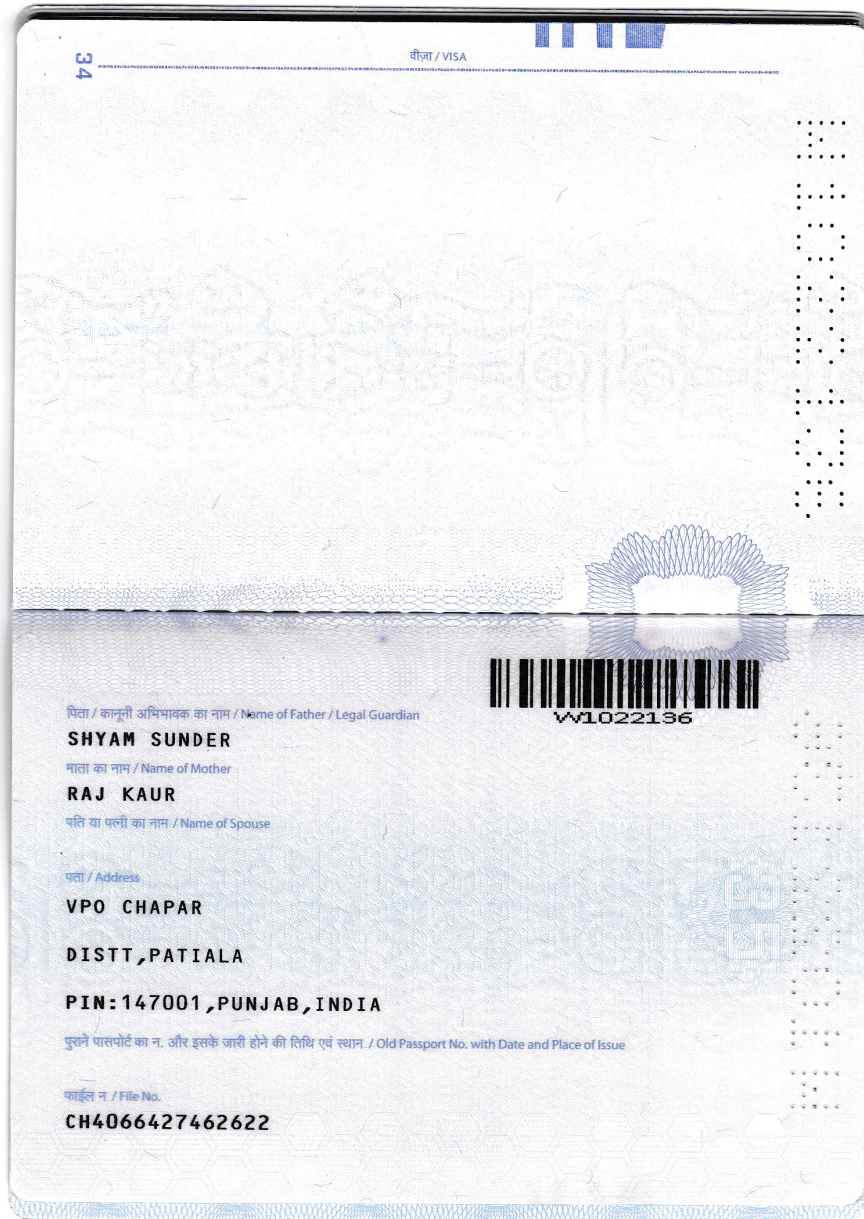 34
वीज़ा / VISA
W1022136
पिता / कानूनी अभिभावक का नाम / Name of Father / Legal Guardian
SHYAM SUNDER
माता का नाम / Name of Mother
RAJ KAUR
पति या पत्नी का नाम / Name of Spouse
पता / Address
VPO CHAPAR
DISTT,PATIALA
PIN:147001,PUNJAB,INDIA
पुराने पासपोर्ट का न. और इसके जारी होने की तिथि एवं स्थान / Old Passport No. with Date and Place of Issue
फाईल न / File No.
CH4066427462622